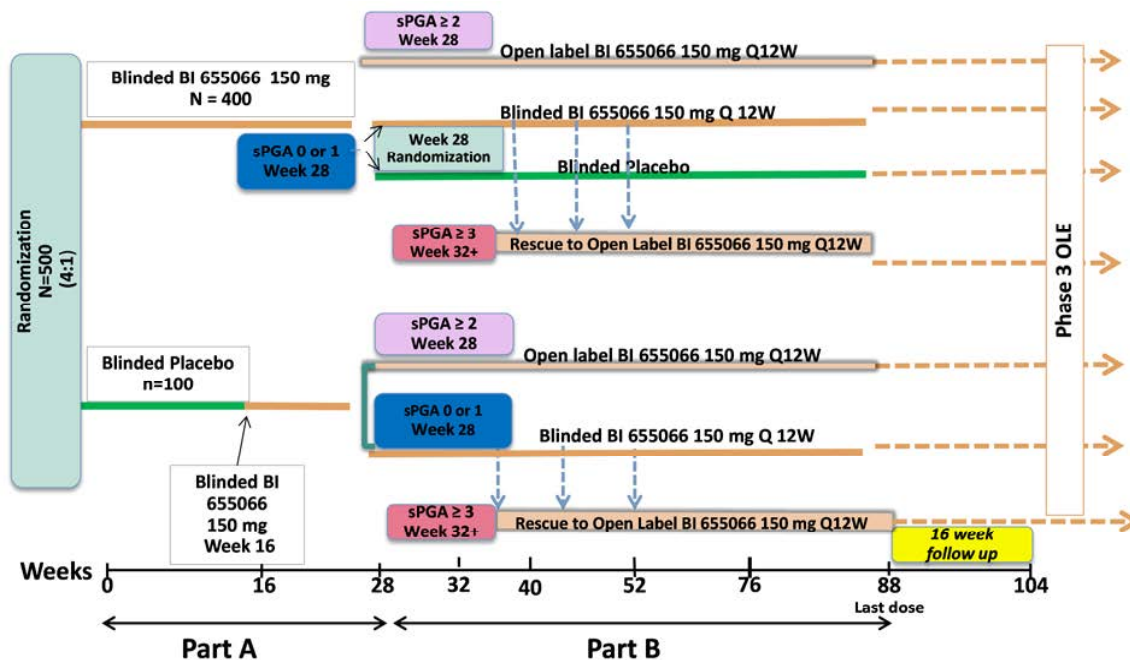 sPGA ≥ 2
Week 28
Open label BI 655066 150 mg Q12W
Blinded BI 655066 150 mg
N = 400
Blinded BI 655066 150 mg Q 12W
sPGA 0 or 1
Week 28
Week 28
Randomization
Blinded Placebo
sPGA ≥ 3
Week 32+
Rescue to Open Label BI 655066 150 mg Q12W
Randomization
N=500
(4:1)
Phase 3 OLE
sPGA ≥ 2
Week 28
Open label BI 655066 150 mg Q12W
Blinded Placebo
n=100
sPGA 0 or 1
Week 28
Blinded BI 655066 150 mg Q 12W
Blinded BI
655066
150 mg
Week 16
sPGA ≥ 3
Week 32+
Rescue to Open Label BI 655066 150 mg Q12W
16 week
follow up
Weeks
0 16 28 32 40 52 76 88 104
Last dose
Part A Part B